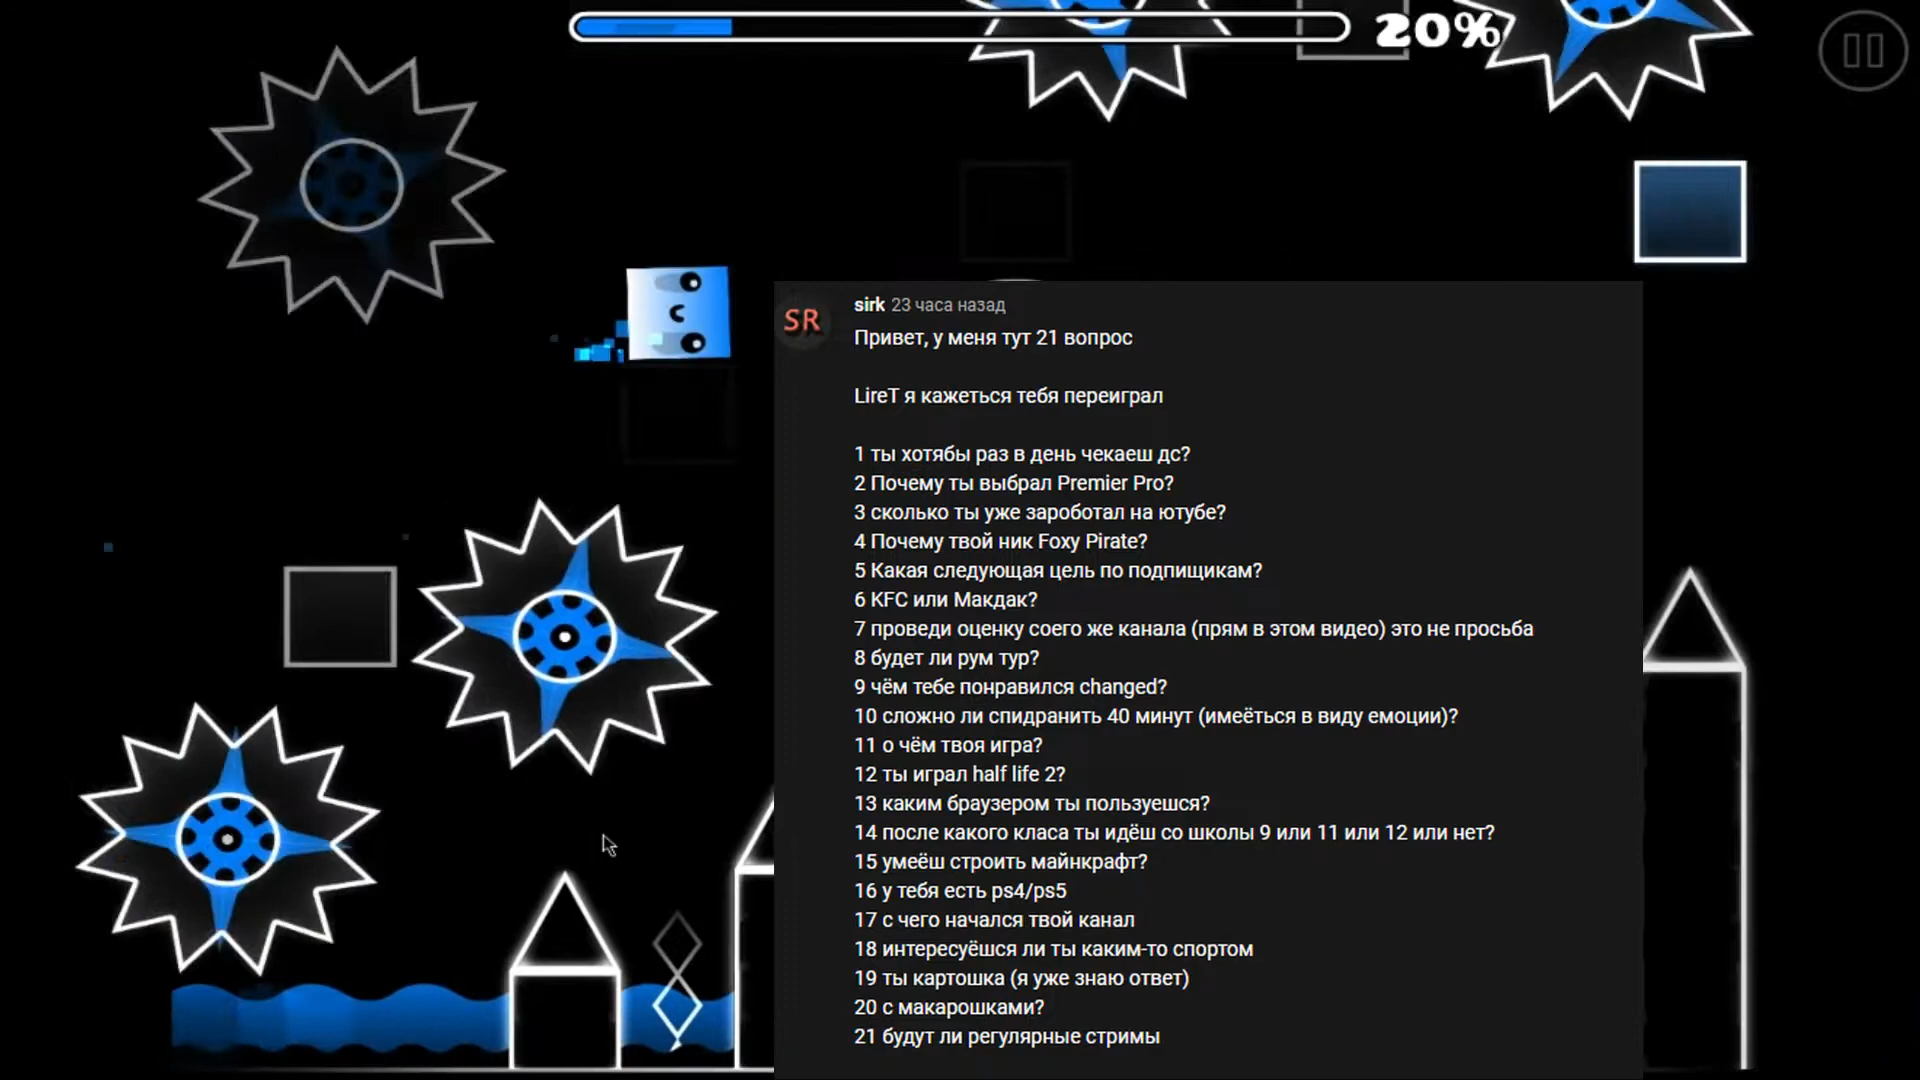 20%
SR
sirk 23 часа назад
Привет, у меня тут 21 вопрос
LireT я кажеться тебя переиграл
1 ты хотябы раз в день чекаеш дс?
2 Почему ты выбрал Premier Pro?
3 сколько ты уже зароботал на ютубе?
4 Почему твой ник Foxy Pirate?
5 Какая следующая цель по подпищикам?
6 KFC или Макдак?
7 проведи оценку соего же канала (прям в этом видео) это не просьба
8 будет ли рум тур?
9 чём тебе понравился changed?
10 сложно ли спидранить 40 минут (имеёться в виду емоции)?
11 о чём твоя игра?
12 ты играл half life 2?
13 каким браузером ты пользуешся?
14 после какого класа ты идёш со школы 9 или 11 или 12 или нет?
15 умеёш строить майнкрафт?
16 у тебя есть ps4/ps5
17 с чего начался твой канал
18 интересуёшся ли ты каким-то спортом
19 ты картошка (я уже знаю ответ)
20 с макарошками?
21 будут ли регулярные стримы